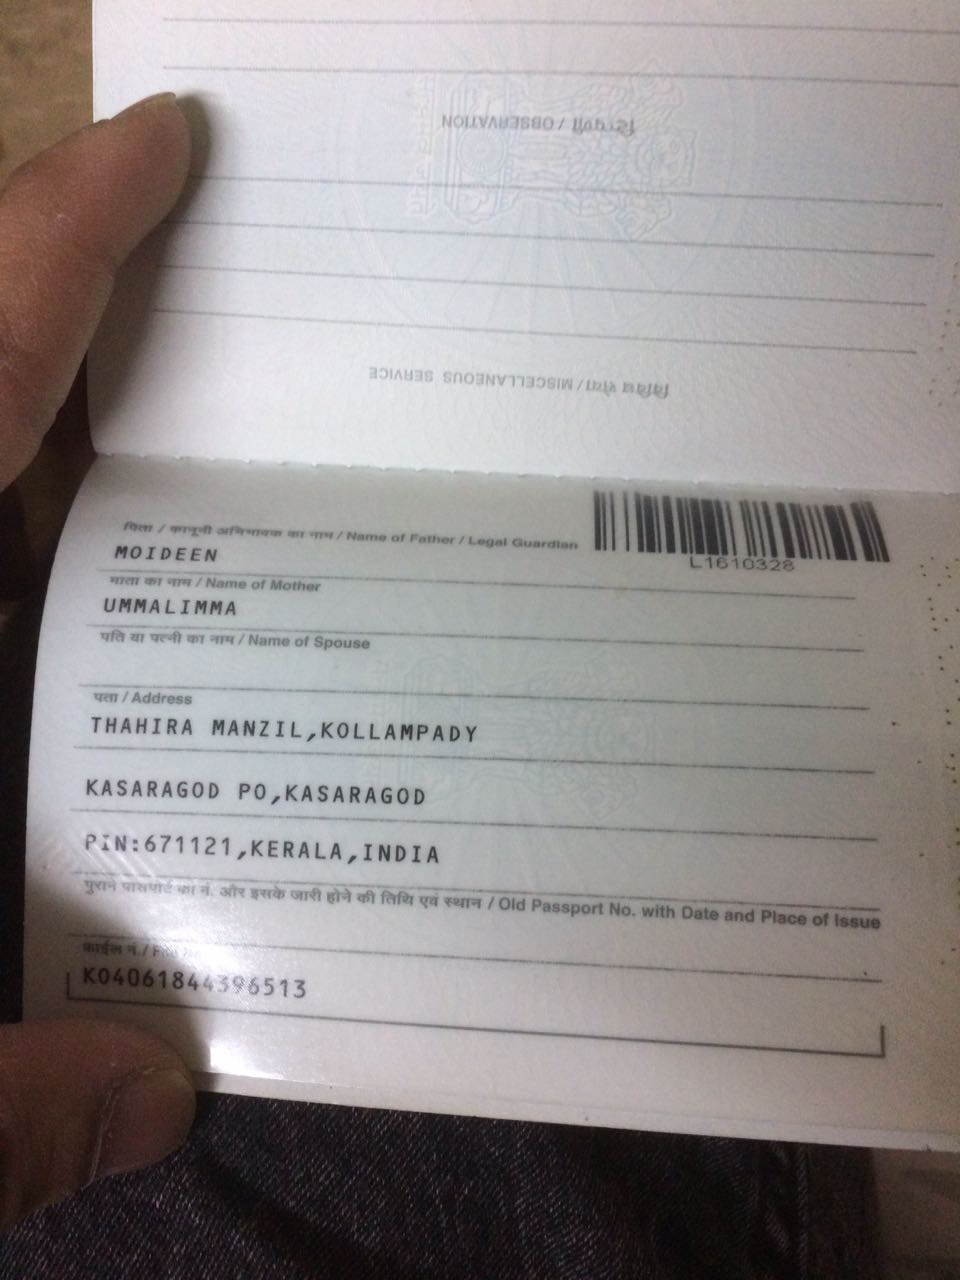 टिप्पणी / OBSERVATION
विविध सेवा / MISCELLANEOUS SERVICE
पिता / कानूनी अभिभावक का नाम / Name of Father / Legal Guardian
MOIDEEN
L1610328
माता का नाम / Name of Mother
UMMALIMMA
पति या पत्नी का नाम / Name of Spouse
पता / Address
THAHIRA MANZIL,KOLLAMPADY
KASARAGOD PO,KASARAGOD
PIN:671121,KERALA,INDIA
पुराने पासपोर्ट का नं. और इसके जारी होने की तिथि एवं स्थान / Old Passport No. with Date and Place of Issue
फाईल नं./
K04061844396513